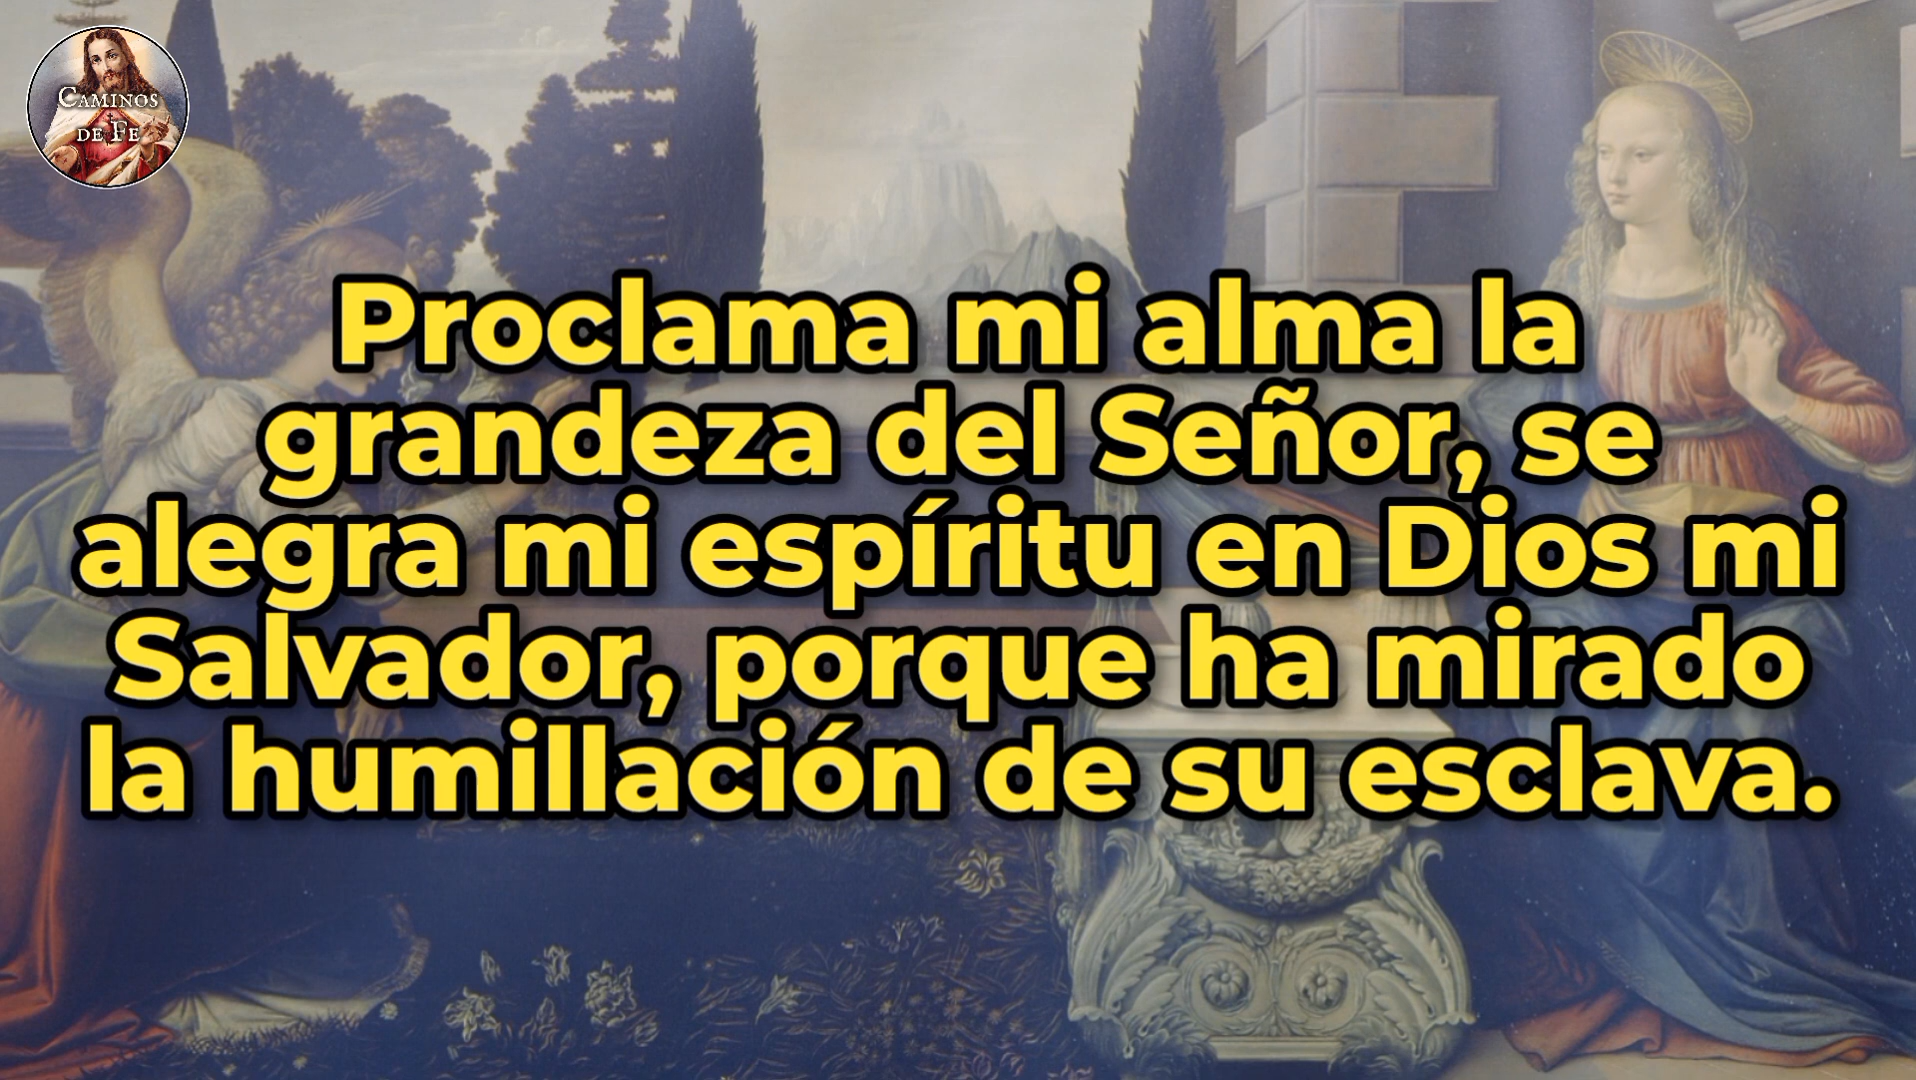 CAMINOS
DE FE
Proclama mi alma la
grandeza del Señor, se
alegra mi espíritu en Dios mi
Salvador, porque ha mirado
la humillación de su esclava.